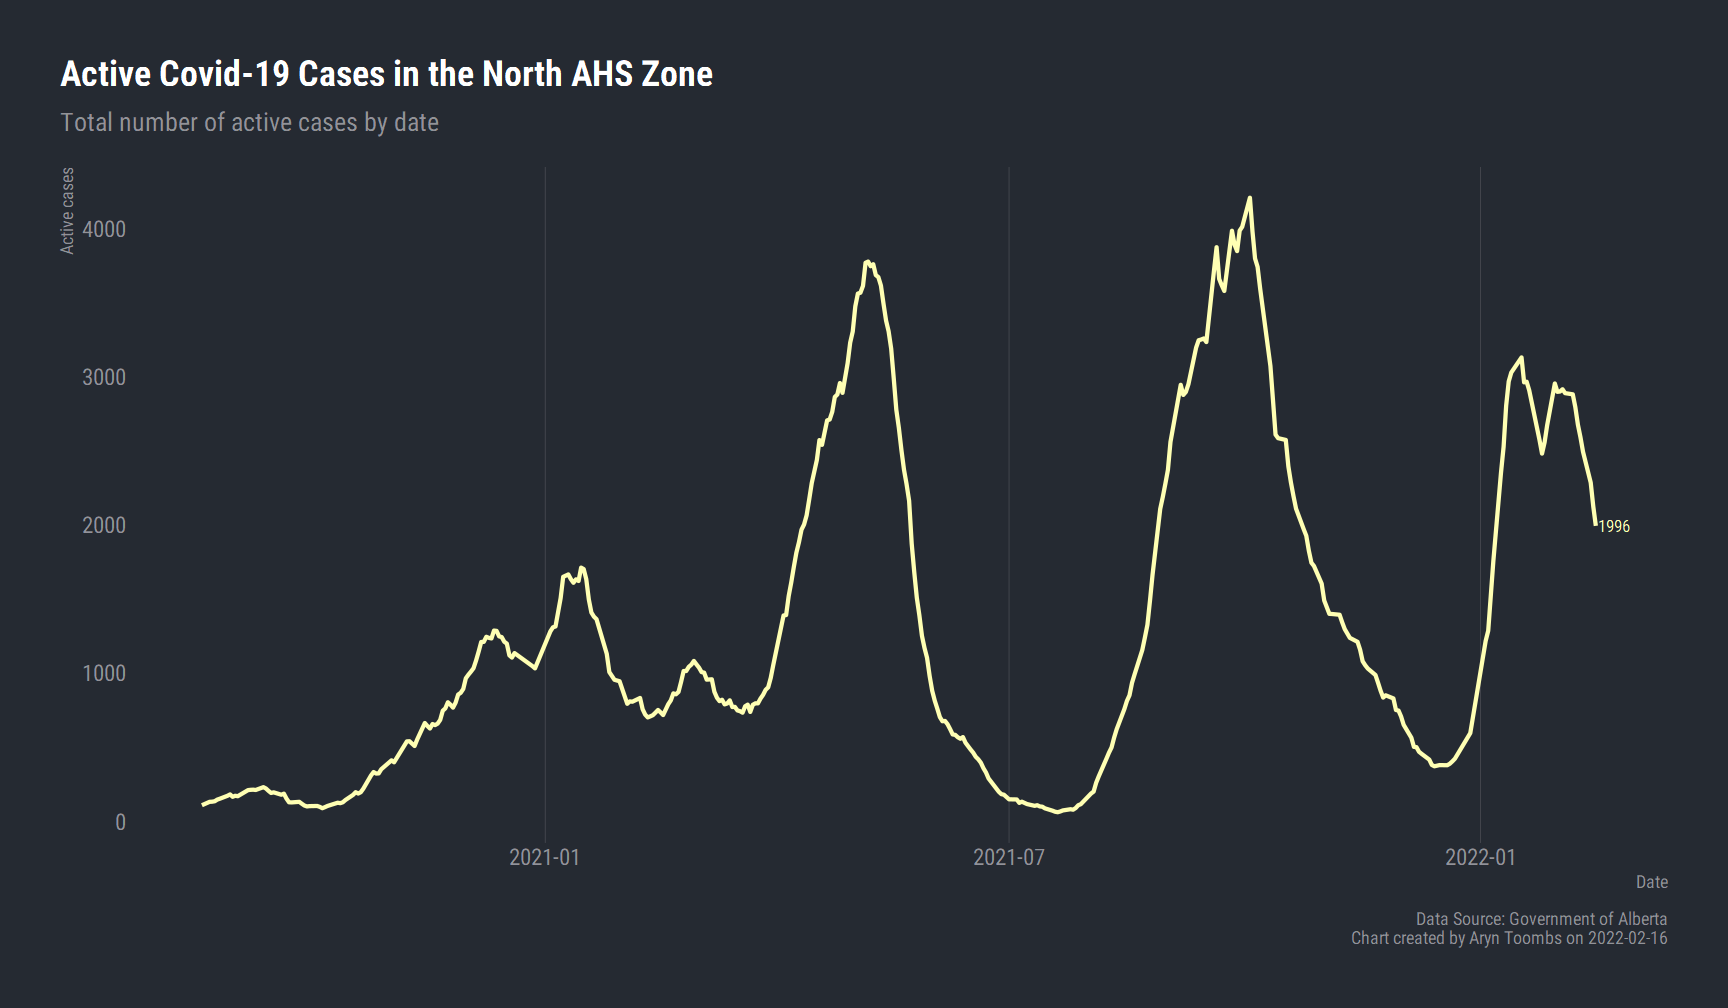 Active Covid-19 Cases in the North AHS Zone
Total number of active cases by date
Active cases
4000
3000
2000
1000
0
1996
2021-01
2021-07
2022-01
Date
Data Source: Government of Alberta
Chart created by Aryn Toombs on 2022-02-16